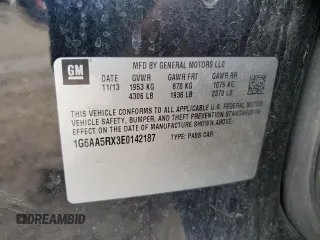 GM
MFD BY GENERAL MOTORS LLC
11/13 GVWR GAWR FRT GAWR RR
1953 KG 878 KG 1075 KG
4306 LB 1936 LB 2370 LB
THIS VEHICLE CONFORMS TO ALL APPLICABLE U.S. FEDERAL MOTOR
VEHICLE SAFETY, BUMPER, AND THEFT PREVENTION STANDARDS IN
EFFECT ON THE DATE OF MANUFACTURE SHOWN ABOVE.
1G6AA5RX3E0142187 TYPE: PASS CAR
© DREAMBID
AUTOBIDCAR